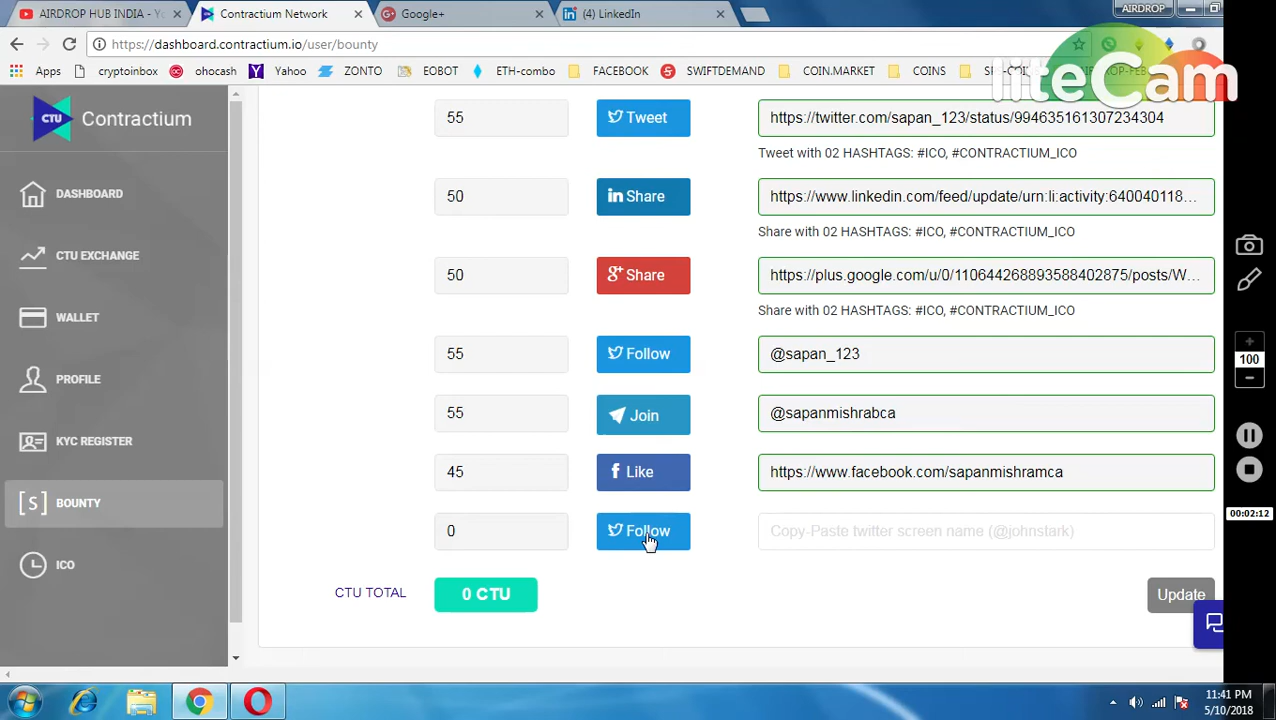 AIRDROP HUB INDIA - Y
Contractium Network
Google+
(4) LinkedIn
AIRDROP
https://dashboard.contractium.io/user/bounty
Apps
cryptoinbox
ohocash
Yahoo
ZONTO
EOBOT
ETH-combo
FACEBOOK
SWIFTDEMAND
COIN.MARKET
COINS
liteCam
CTU
Contractium
DASHBOARD
CTU EXCHANGE
WALLET
PROFILE
KYC REGISTER
[S] BOUNTY
ICO
55
Tweet
https://twitter.com/sapan_123/status/994635161307234304
Tweet with 02 HASHTAGS: #ICO, #CONTRACTIUM_ICO
50
in Share
https://www.linkedin.com/feed/update/urn:li:activity:640040118...
Share with 02 HASHTAGS: #ICO, #CONTRACTIUM_ICO
50
g+ Share
https://plus.google.com/u/0/110644268893588402875/posts/W...
Share with 02 HASHTAGS: #ICO, #CONTRACTIUM_ICO
55
Follow
@sapan_123
55
Join
@sapanmishrabca
45
f Like
https://www.facebook.com/sapanmishramca
0
Follow
Copy-Paste twitter screen name (@johnstark)
CTU TOTAL
0 CTU
Update
100
00:02:12
11:41 PM
5/10/2018